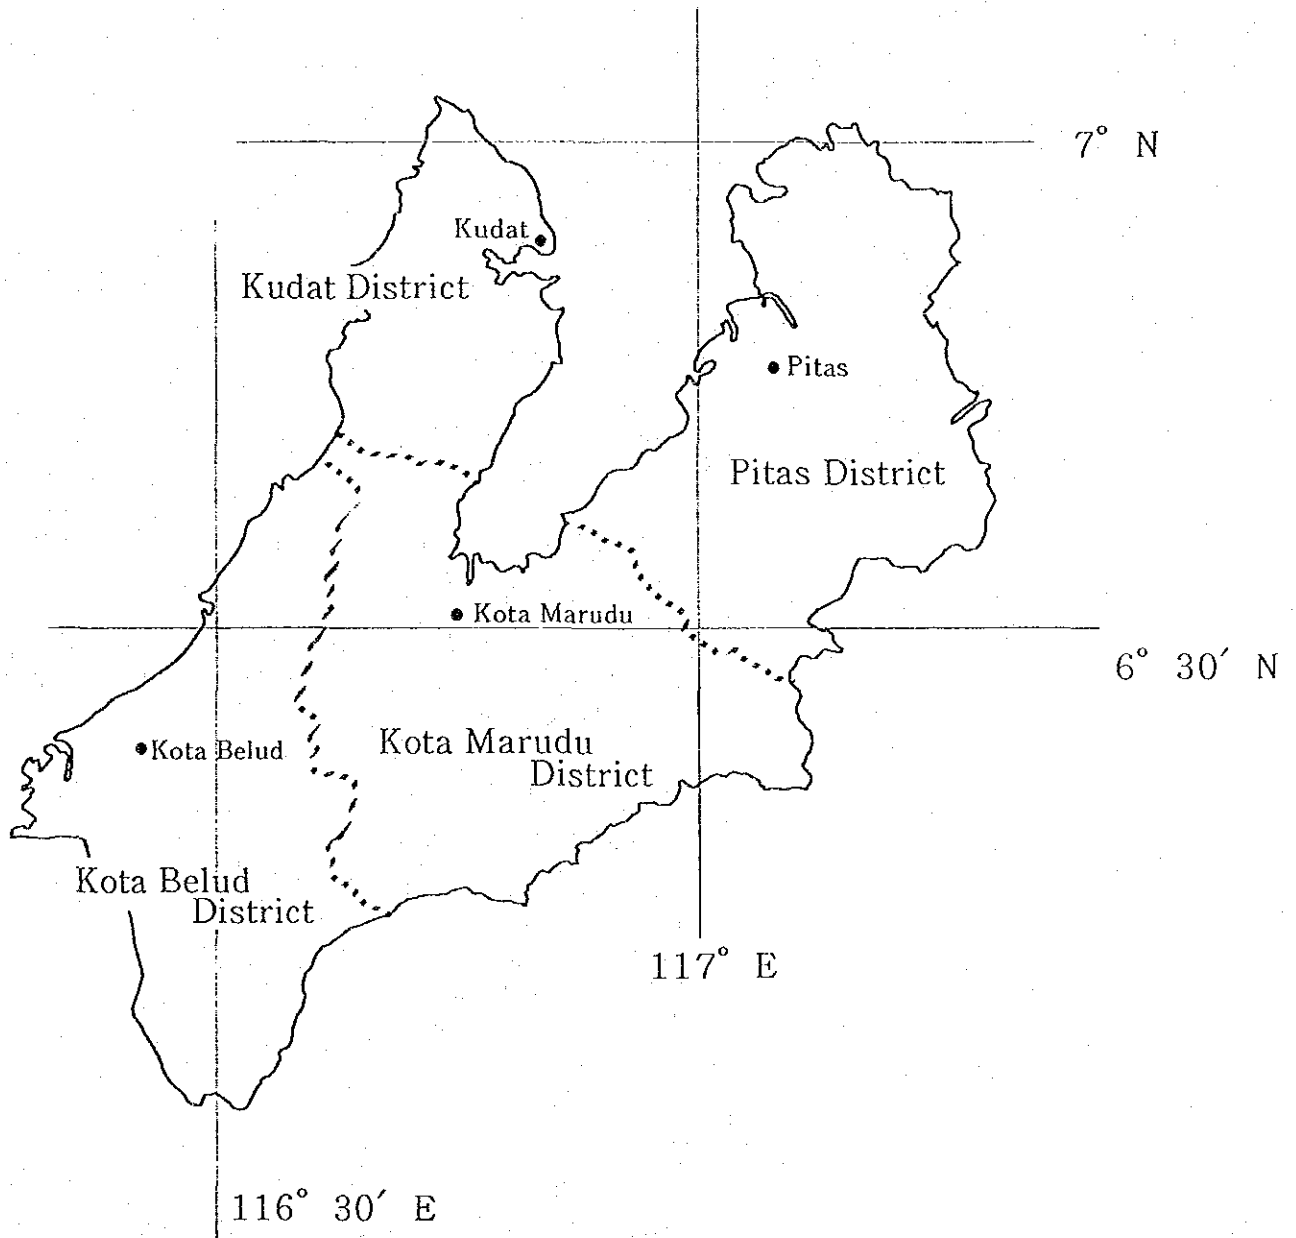 7° N
Kudat
Kudat District
Pitas
Pitas District
Kota Marudu
6° 30′ N
Kota Belud
Kota Marudu
District
Kota Belud
District
117° E
116° 30′ E